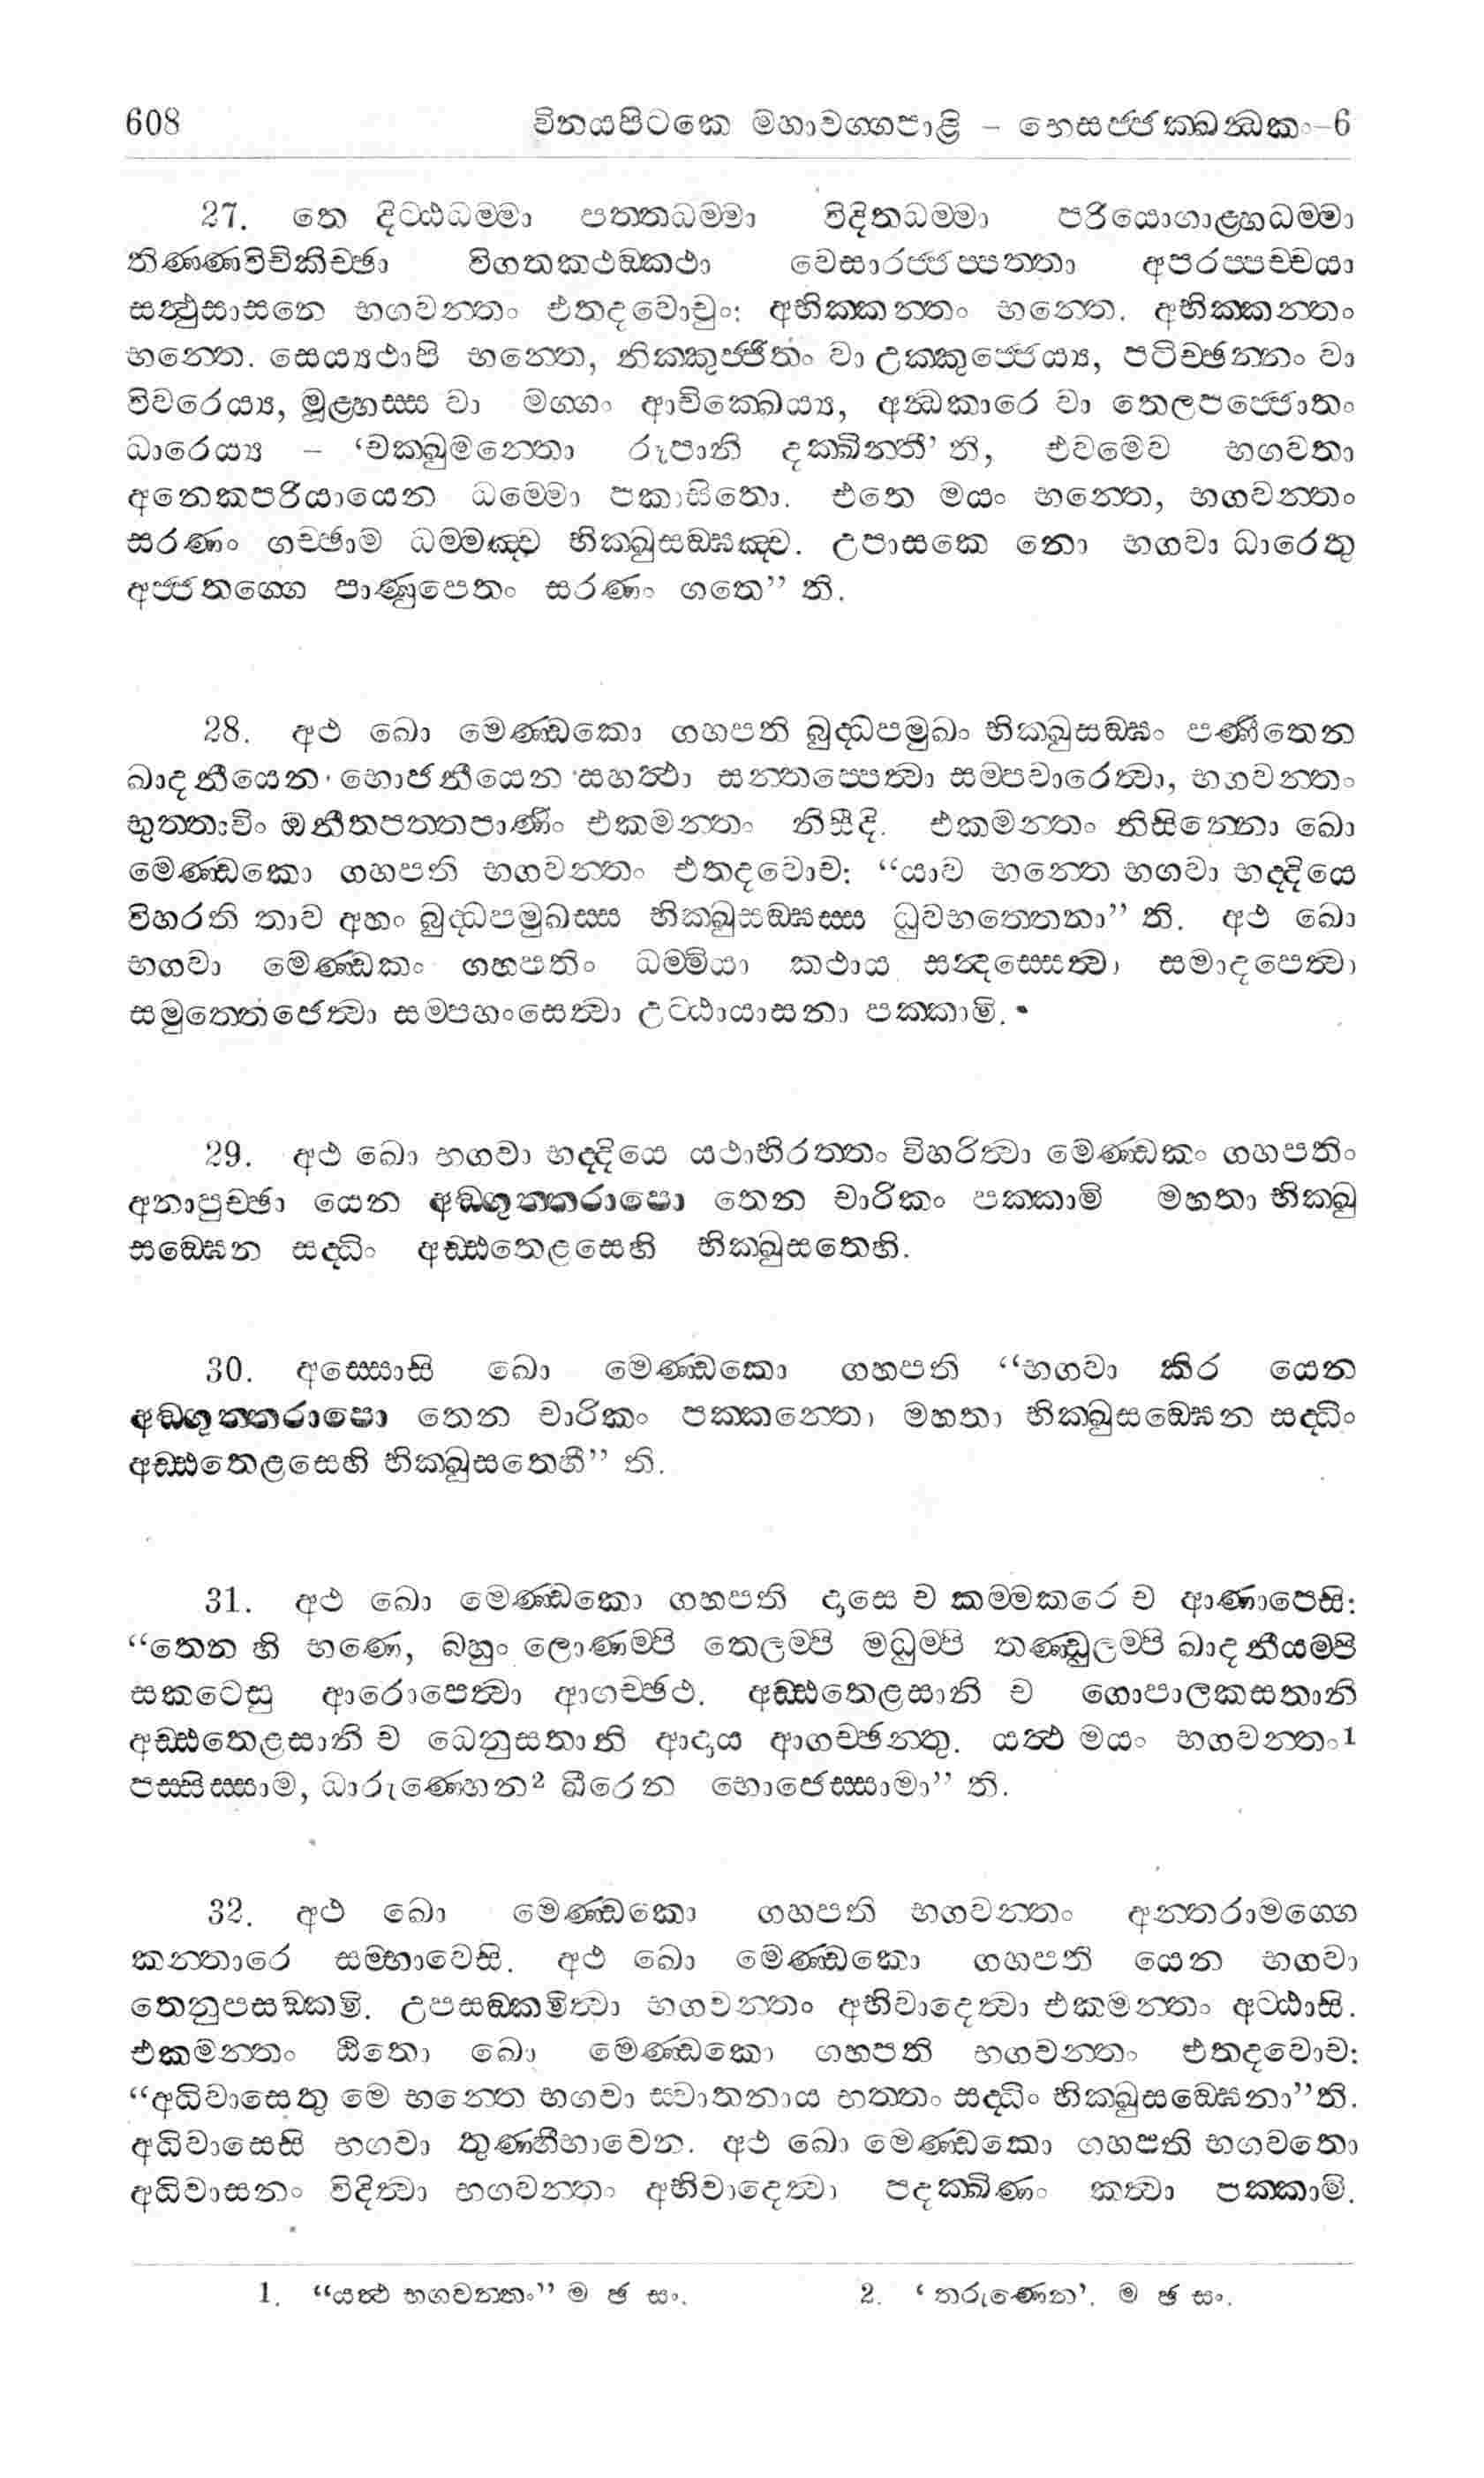 608 විනයපිටකෙ මහාවග්ගපාළි – භෙසජ්ජක්ඛන්ධකං–6
27. තෙ දිට්ඨධම්මා පත්තධම්මා විදිතධම්මා පරියොගාළ්හධම්මා
තිණ්ණවිචිකිච්ඡා විගතකථඞ්කථා වෙසාරජ්ජප්පත්තා අපරප්පච්චයා
සත්ථුසාසනෙ භගවන්තං එතදවොචුං: අභික්කන්තං භන්තෙ. අභික්කන්තං
භන්තෙ. සෙය්‍යථාපි භන්තෙ, නික්කුජ්ජිතං වා උක්කුජ්ජෙය්‍ය, පටිච්ඡන්නං වා
විවරෙය්‍ය, මූළ්හස්ස වා මග්ගං ආචික්ඛෙය්‍ය, අන්ධකාරෙ වා තෙලපජ්ජොතං
ධාරෙය්‍ය – ‘චක්ඛුමන්තො රූපානි දක්ඛින්තී’ ති, එවමෙව භගවතා
අනෙකපරියායෙන ධම්මො පකාසිතො. එතෙ මයං භන්තෙ, භගවන්තං
සරණං ගච්ඡාම ධම්මඤ්ච භික්ඛුසඞ්ඝඤ්ච. උපාසකෙ නො භගවා ධාරෙතු
අජ්ජතග්ගෙ පාණුපෙතං සරණං ගතෙ” ති.
28. අථ ඛො මෙණ්ඩකො ගහපති බුද්ධපමුඛං භික්ඛුසඞ්ඝං පණීතෙන
ඛාදනීයෙන භොජනීයෙන සහත්ථා සන්තප්පෙත්වා සම්පවාරෙත්වා, භගවන්තං
භුත්තාවිං ඔනීතපත්තපාණිං එකමන්තං නිසීදි. එකමන්තං නිසින්නො ඛො
මෙණ්ඩකො ගහපති භගවන්තං එතදවොච: “යාව භන්තෙ භගවා භද්දියෙ
විහරති තාව අහං බුද්ධපමුඛස්ස භික්ඛුසඞ්ඝස්ස ධුවභත්තෙනා” ති. අථ ඛො
භගවා මෙණ්ඩකං ගහපතිං ධම්මියා කථාය සන්දස්සෙත්වා සමාදපෙත්වා
සමුත්තෙජෙත්වා සම්පහංසෙත්වා උට්ඨායාසනා පක්කාමි.
29. අථ ඛො භගවා භද්දියෙ යථාභිරත්තං විහරිත්වා මෙණ්ඩකං ගහපතිං
අනාපුච්ඡා යෙන අඞ්ගුත්තරාපො තෙන චාරිකං පක්කාමි මහතා භික්ඛු
සඞ්ඝෙන සද්ධිං අඩ්ඪතෙළසෙහි භික්ඛුසතෙහි.
30. අස්සොසි ඛො මෙණ්ඩකො ගහපති “භගවා කිර යෙන
අඞ්ගුත්තරාපො තෙන චාරිකං පක්කන්තො මහතා භික්ඛුසඞ්ඝෙන සද්ධිං
අඩ්ඪතෙළසෙහි භික්ඛුසතෙහී” ති.
31. අථ ඛො මෙණ්ඩකො ගහපති දාසෙ ච කම්මකරෙ ච ආණාපෙසි:
“තෙන හි භණෙ, බහුං ලොණම්පි තෙලම්පි මධුම්පි තණ්ඩුලම්පි ඛාදනීයම්පි
සකටෙසු ආරොපෙත්වා ආගච්ඡථ. අඩ්ඪතෙළසානි ච ගොපාලකසතානි
අඩ්ඪතෙළසානි ච ධෙනුසතානි ආදාය ආගච්ඡන්තු. යත්ථ මයං භගවන්තං1
පස්සිස්සාම, ධාරුණෙහන2 ඛීරෙන භොජෙස්සාමා” ති.
32. අථ ඛො මෙණ්ඩකො ගහපති භගවන්තං අන්තරාමග්ගෙ
කන්තාරෙ සම්භාවෙසි. අථ ඛො මෙණ්ඩකො ගහපති යෙන භගවා
තෙනුපසඞ්කමි. උපසඞ්කමිත්වා භගවන්තං අභිවාදෙත්වා එකමන්තං අට්ඨාසි.
එකමන්තං ඨිතො ඛො මෙණ්ඩකො ගහපති භගවන්තං එතදවොච:
“අධිවාසෙතු මෙ භන්තෙ භගවා ස්වාතනාය භත්තං සද්ධිං භික්ඛුසඞ්ඝෙනා”ති.
අධිවාසෙසි භගවා තුණ්හීභාවෙන. අථ ඛො මෙණ්ඩකො ගහපති භගවතො
අධිවාසනං විදිත්වා භගවන්තං අභිවාදෙත්වා පදක්ඛිණං කත්වා පක්කාමි.
1. “යත්ථ භගවන්තං” ම ඡ සං.
2. ‘තරුණෙන’. ම ඡ සං.